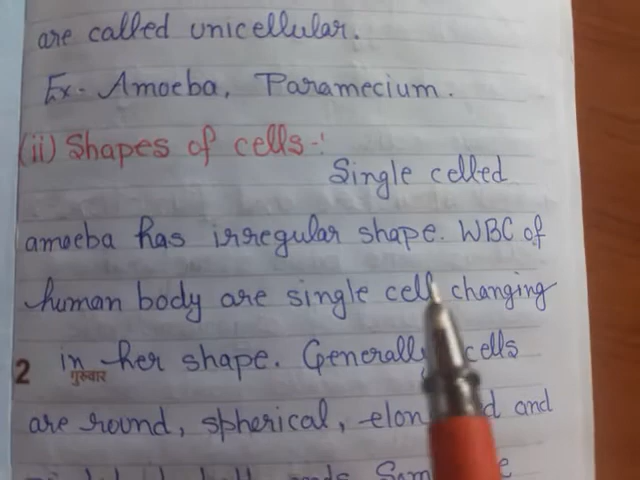 are called unicellular.
Ex- Amoeba, Paramecium.
(ii) Shapes of cells-:
Single celled
amoeba has irregular shape. WBC of
human body are single cell changing
2 in her shape. Generally cells
गुरुवार
are round, spherical, and